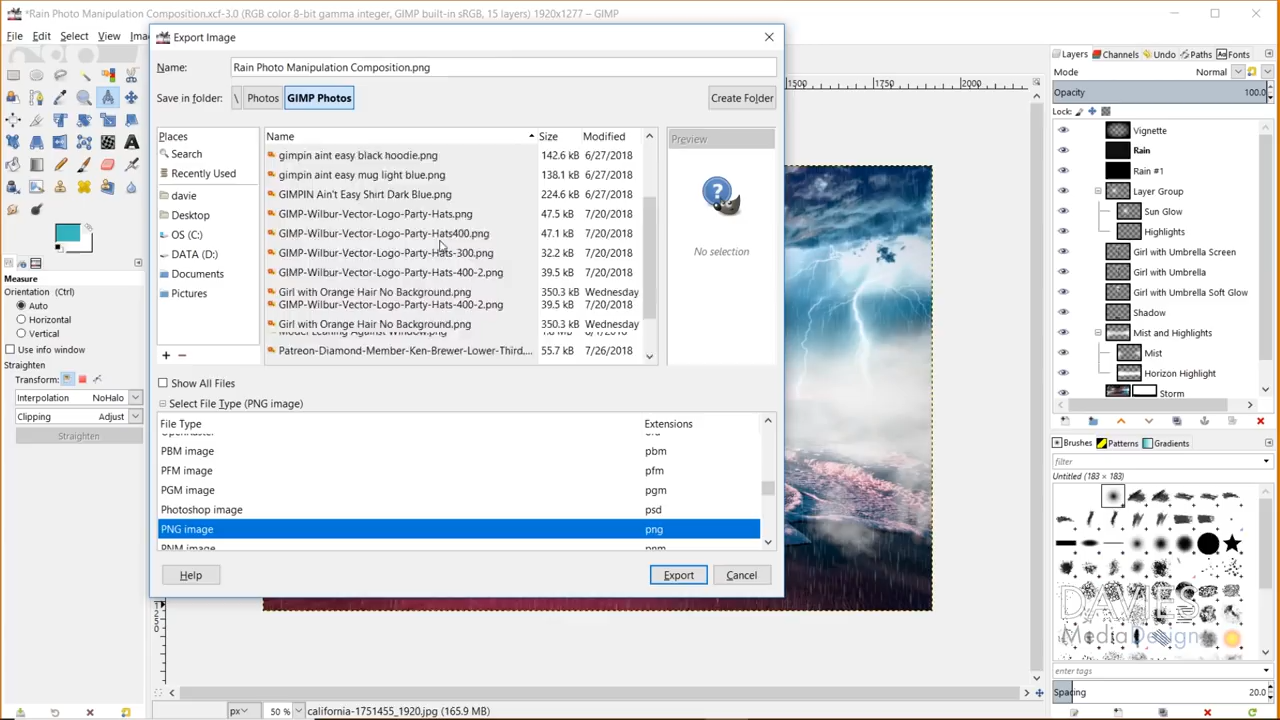 *Rain Photo Manipulation Composition.xcf-3.0 (RGB color 8-bit gamma integer, GIMP built-in sRGB, 15 layers) 1920x1277 – GIMP
File Edit Select View
Export Image
Name: Rain Photo Manipulation Composition.png
Save in folder: \ Photos GIMP Photos Create Folder
Places
Search
Recently Used
davie
Desktop
OS (C:)
DATA (D:)
Documents
Pictures
Name Size Modified
gimpin aint easy black hoodie.png 142.6 kB 6/27/2018
gimpin aint easy mug light blue.png 138.1 kB 6/27/2018
GIMPIN Ain't Easy Shirt Dark Blue.png 224.6 kB 6/27/2018
GIMP-Wilbur-Vector-Logo-Party-Hats.png 47.5 kB 7/20/2018
GIMP-Wilbur-Vector-Logo-Party-Hats400.png 47.1 kB 7/20/2018
GIMP-Wilbur-Vector-Logo-Party-Hats-300.png 32.2 kB 7/20/2018
GIMP-Wilbur-Vector-Logo-Party-Hats-400-2.png 39.5 kB 7/20/2018
Girl with Orange Hair No Background.png 350.3 kB Wednesday
GIMP-Wilbur-Vector-Logo-Party-Hats-400-2.png 39.5 kB 7/20/2018
Girl with Orange Hair No Background.png 350.3 kB Wednesday
Patreon-Diamond-Member-Ken-Brewer-Lower-Third.... 55.7 kB 7/26/2018
Preview
No selection
Show All Files
Select File Type (PNG image)
File Type Extensions
PBM image pbm
PFM image pfm
PGM image pgm
Photoshop image psd
PNG image png
PNM image pnm
Help Export Cancel
Measure
Orientation (Ctrl)
Auto
Horizontal
Vertical
Use info window
Straighten
Transform:
Interpolation NoHalo
Clipping Adjust
Straighten
1500 1750 2000
Layers Channels Undo Paths Fonts
Mode Normal
Opacity 100.0
Lock:
Vignette
Rain
Rain #1
Layer Group
Sun Glow
Highlights
Girl with Umbrella Screen
Girl with Umbrella
Girl with Umbrella Soft Glow
Shadow
Mist and Highlights
Mist
Horizon Highlight
Storm
Brushes Patterns Gradients
filter
Untitled (183 × 183)
DAVIES
MediaDesign
enter tags
Spacing 20.0
px 50 % california-1751455_1920.jpg (165.9 MB)